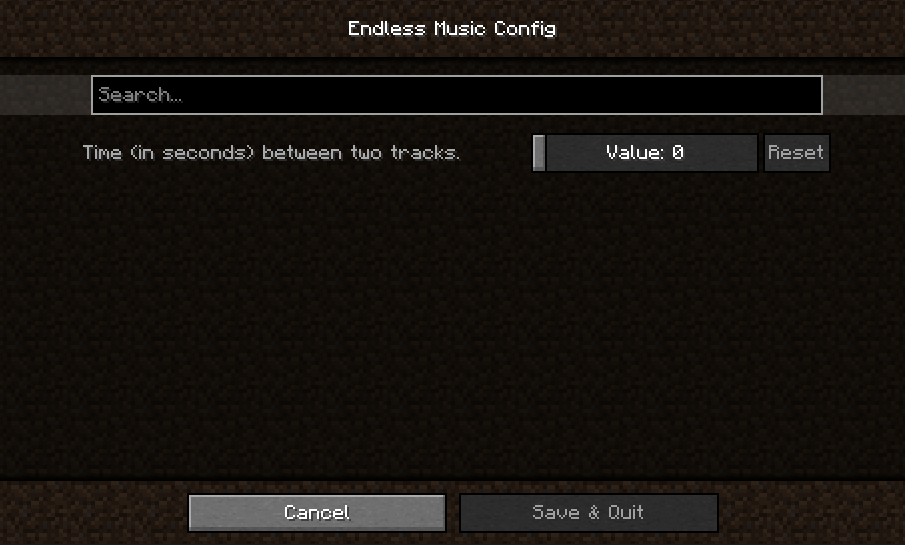 Endless Music Config
Search...
Time (in seconds) between two tracks. Value: 0 Reset
Cancel Save & Quit